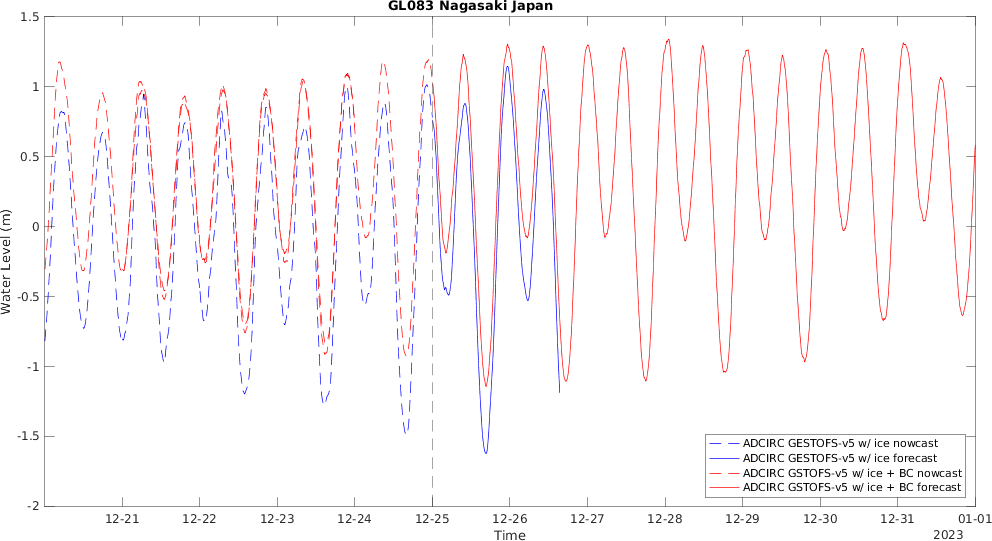 GL083 Nagasaki Japan
1.5
1
0.5
0
-0.5
-1
-1.5
-2
Water Level (m)
12-21 12-22 12-23 12-24 12-25 12-26 12-27 12-28 12-29 12-30 12-31 01-01
Time
2023
ADCIRC GESTOFS-v5 w/ ice nowcast
ADCIRC GESTOFS-v5 w/ ice forecast
ADCIRC GSTOFS-v5 w/ ice + BC nowcast
ADCIRC GSTOFS-v5 w/ ice + BC forecast